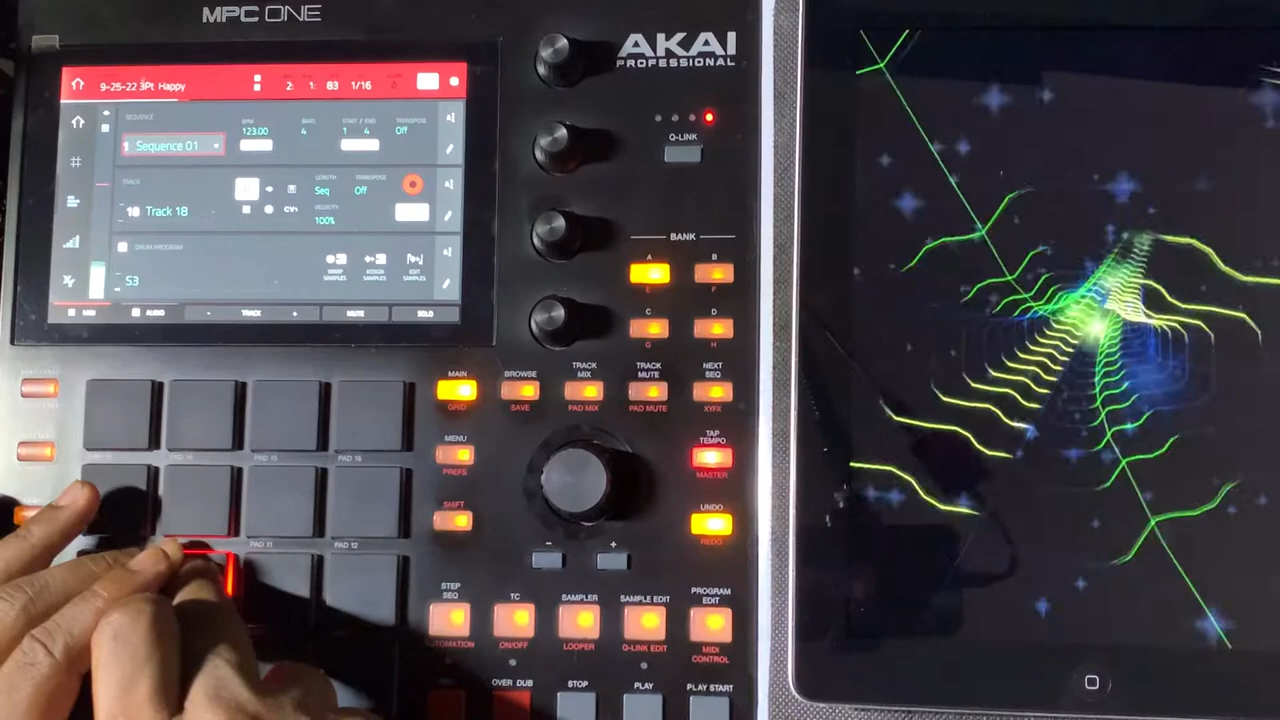 MPC ONE
AKAI
PROFESSIONAL
9-25-22 3Pt Happy
2: 1: 83 1/16
SEQUENCE
BPM
BARS
START / END
TRANSPOSE
1 Sequence 01
123.00
4
1 4
Off
TRACK
LENGTH
TRANSPOSE
Seq
Off
18 Track 18
VELOCITY
100%
DRUM PROGRAM
S3
WARP SAMPLES
ASSIGN SAMPLES
EDIT SAMPLES
MIDI
AUDIO
- TRACK +
MUTE
SOLO
Q-LINK
BANK
A
B
E
F
C
D
G
H
MAIN
BROWSE
TRACK MIX
TRACK MUTE
NEXT SEQ
GRID
SAVE
PAD MIX
PAD MUTE
XYFX
MENU
PREFS
TAP TEMPO
MASTER
SHIFT
UNDO
REDO
- +
PAD 15
PAD 16
PAD 11
PAD 12
STEP SEQ
TC
SAMPLER
SAMPLE EDIT
PROGRAM EDIT
ON/OFF
LOOPER
Q-LINK EDIT
MIDI CONTROL
OVER DUB
STOP
PLAY
PLAY START